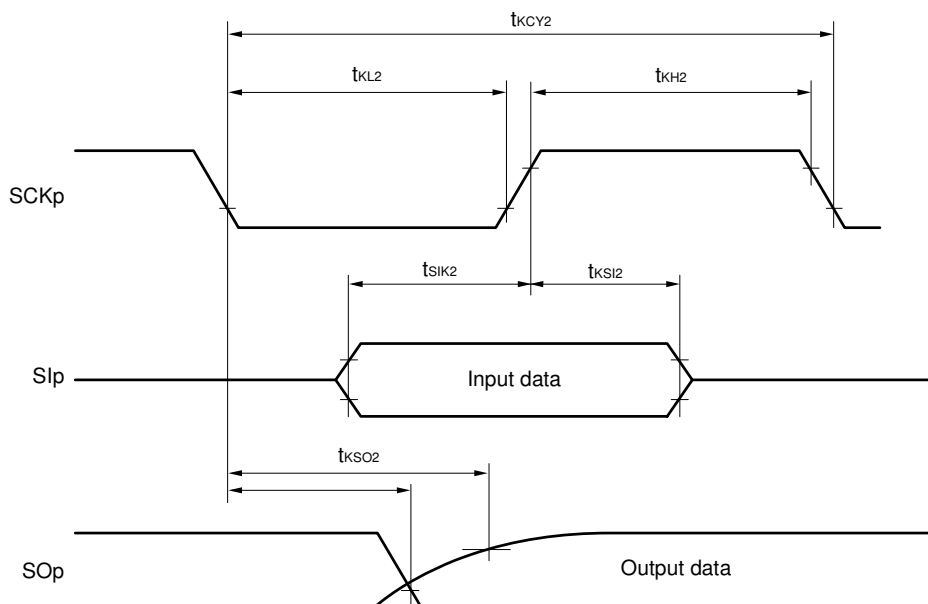 tKCY2
tKL2
tKH2
SCKp
tSIK2
tKSI2
SIp
Input data
tKSO2
SOp
Output data